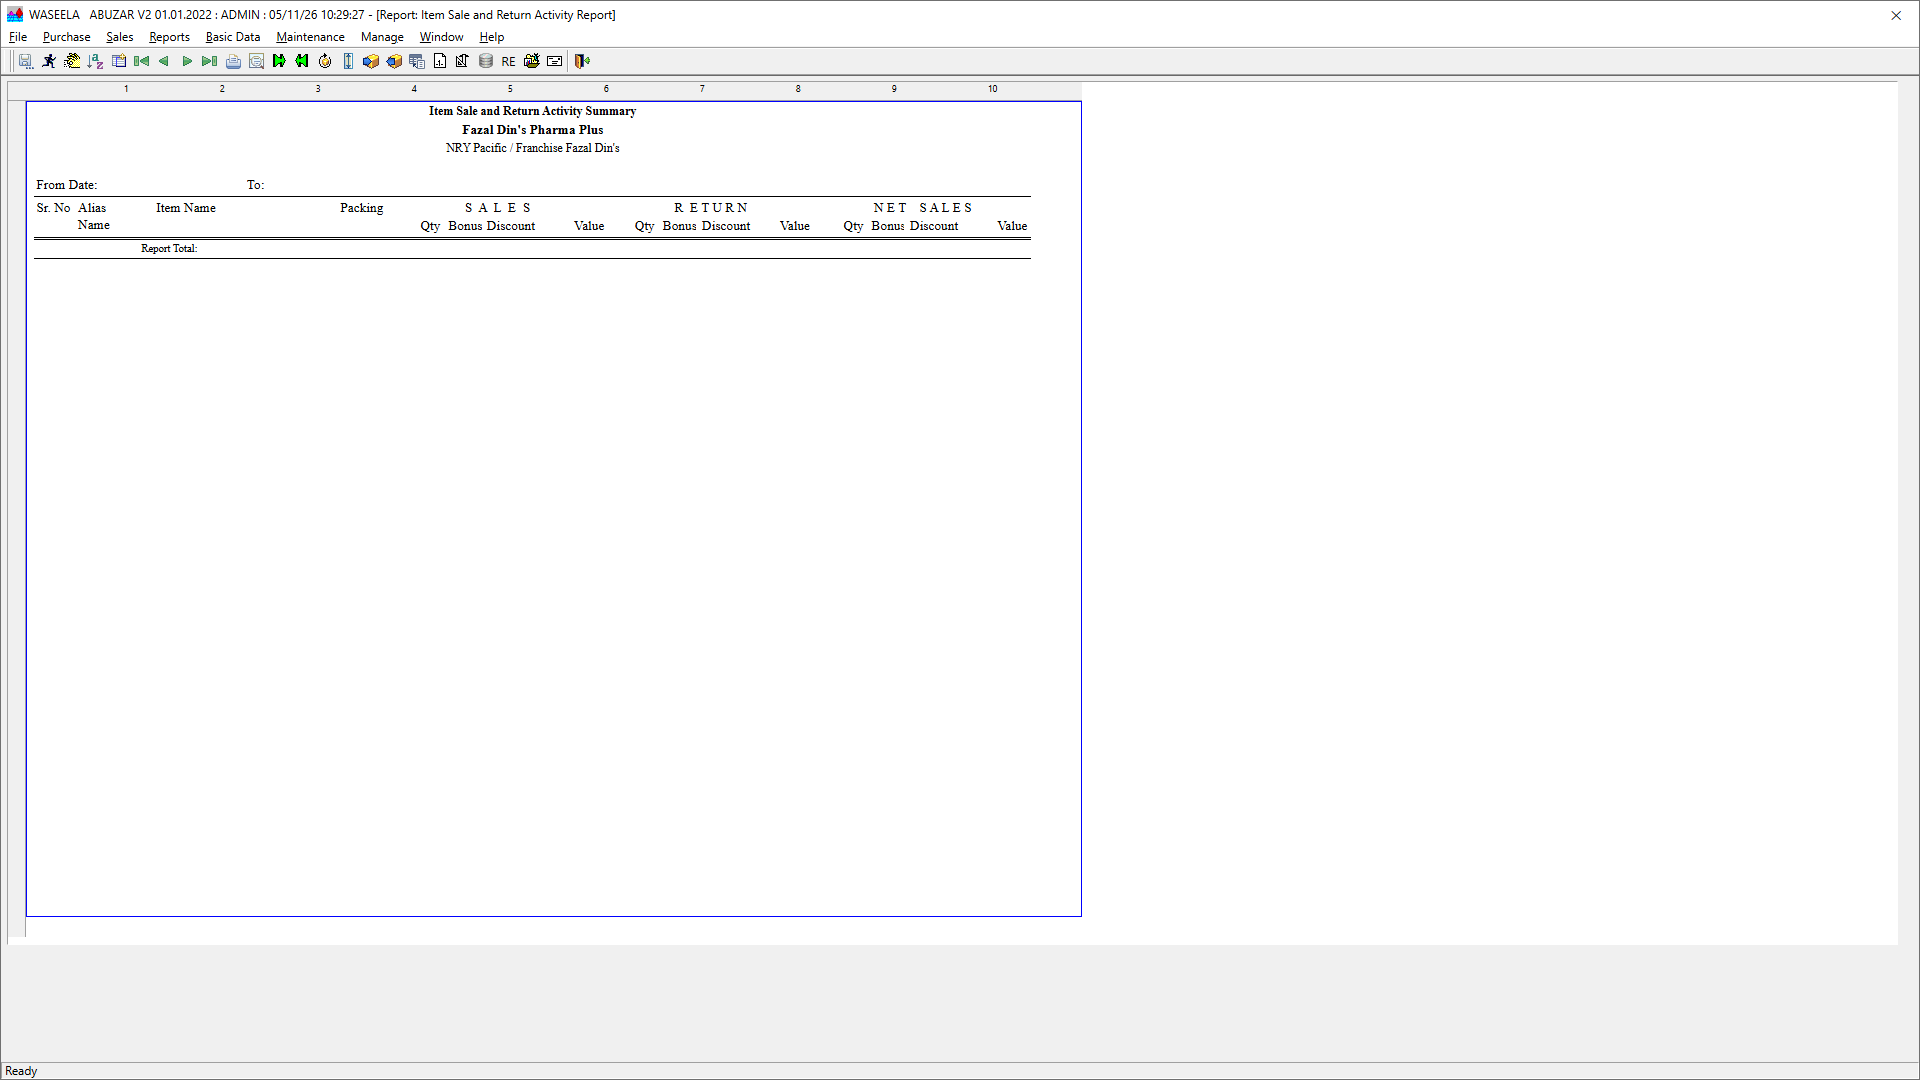 WASEELA ABUZAR V2 01.01.2022 : ADMIN : 05/11/26 10:29:27 - [Report: Item Sale and Return Activity Report]
File Purchase Sales Reports Basic Data Maintenance Manage Window Help
RE
1 2 3 4 5 6 7 8 9 10
Item Sale and Return Activity Summary
Fazal Din's Pharma Plus
NRY Pacific / Franchise Fazal Din's
From Date: To:
Sr. No Alias Item Name Packing S A L E S R E T U R N N E T S A L E S
Name Qty Bonus Discount Value Qty Bonus Discount Value Qty Bonus Discount Value
Report Total:
Ready